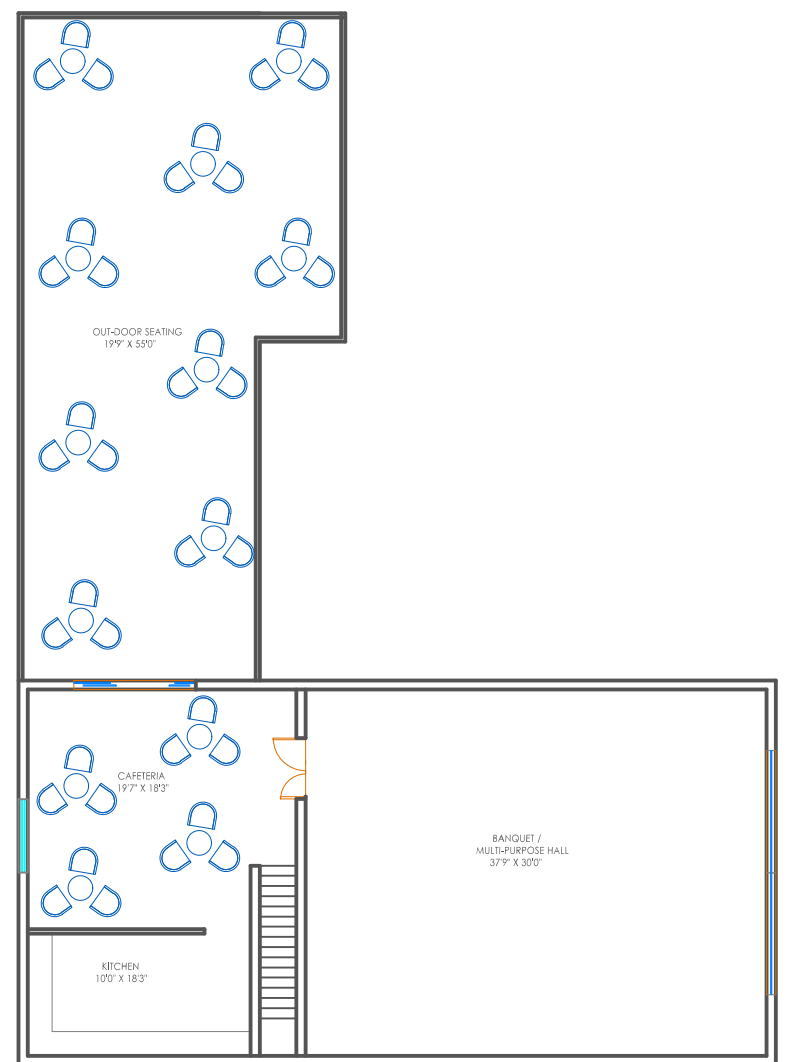 OUT-DOOR SEATING
19'9" X 55'0"
CAFETERIA
19'7" X 18'3"
BANQUET /
MULTI-PURPOSE HALL
37'9" X 30'0"
KITCHEN
10'0" X 18'3"